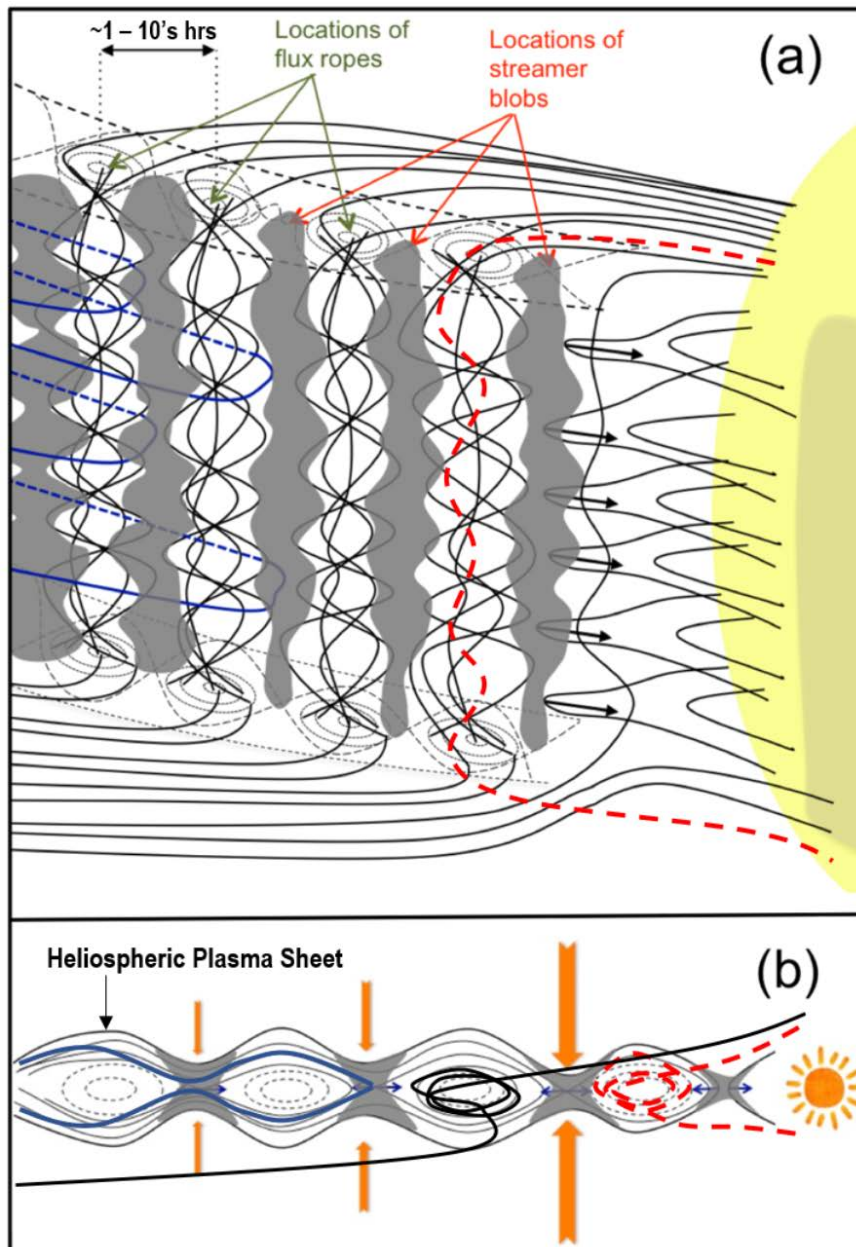 ~1 – 10's hrs
Locations of
flux ropes
Locations of
streamer
blobs
(a)
Heliospheric Plasma Sheet
(b)